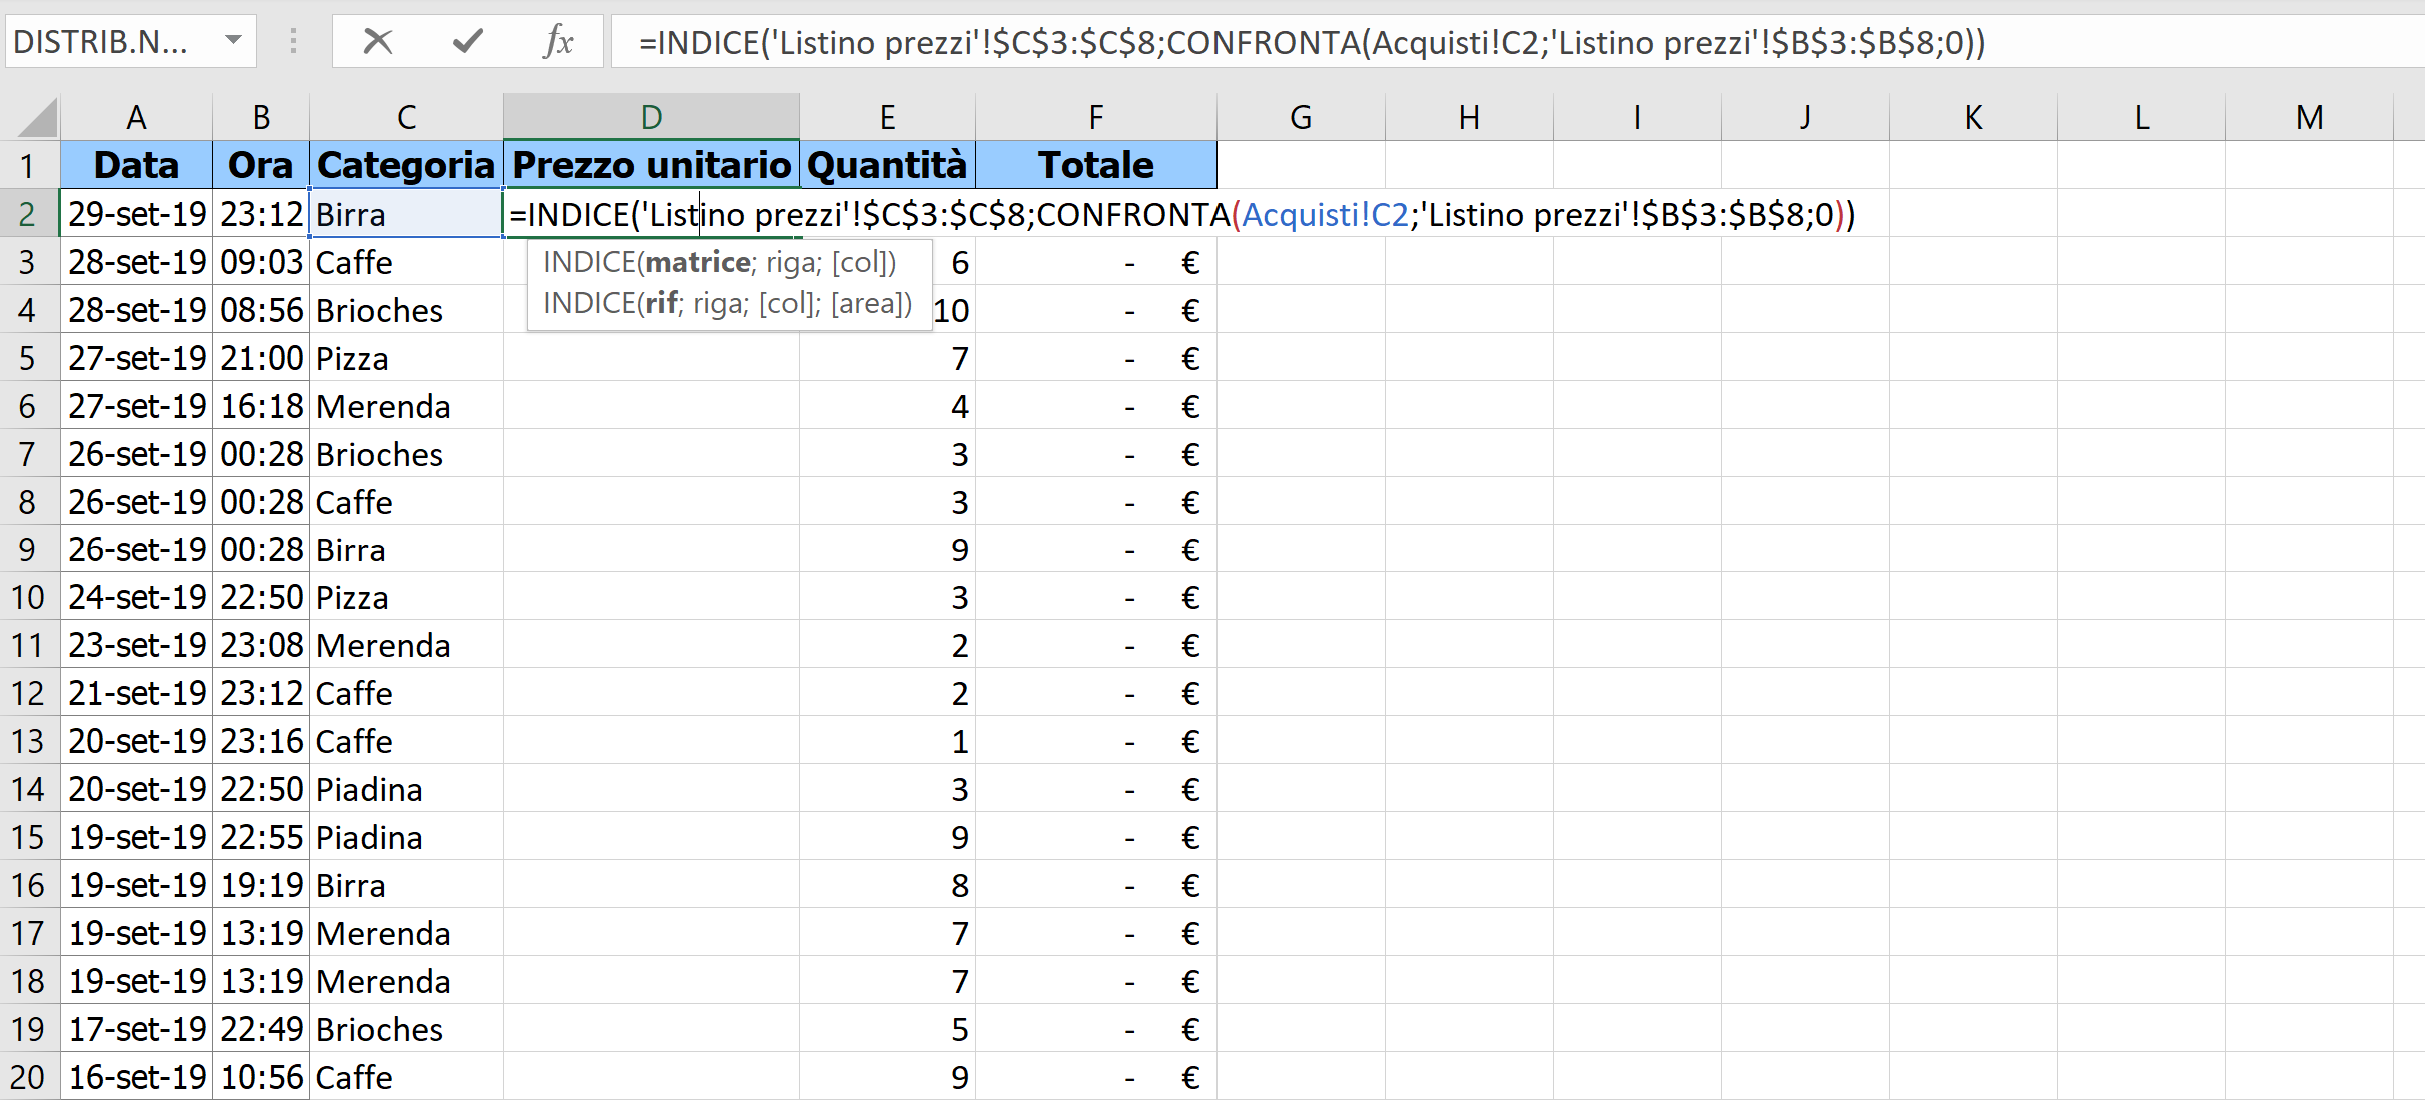 DISTRIB.N... fx =INDICE('Listino prezzi'!$C$3:$C$8;CONFRONTA(Acquisti!C2;'Listino prezzi'!$B$3:$B$8;0))
A B C D E F G H I J K L M
1 Data Ora Categoria Prezzo unitario Quantità Totale
2 29-set-19 23:12 Birra =INDICE('Listino prezzi'!$C$3:$C$8;CONFRONTA(Acquisti!C2;'Listino prezzi'!$B$3:$B$8;0))
3 28-set-19 09:03 Caffe INDICE(matrice; riga; [col]) 6 - €
4 28-set-19 08:56 Brioches INDICE(rif; riga; [col]; [area]) 10 - €
5 27-set-19 21:00 Pizza 7 - €
6 27-set-19 16:18 Merenda 4 - €
7 26-set-19 00:28 Brioches 3 - €
8 26-set-19 00:28 Caffe 3 - €
9 26-set-19 00:28 Birra 9 - €
10 24-set-19 22:50 Pizza 3 - €
11 23-set-19 23:08 Merenda 2 - €
12 21-set-19 23:12 Caffe 2 - €
13 20-set-19 23:16 Caffe 1 - €
14 20-set-19 22:50 Piadina 3 - €
15 19-set-19 22:55 Piadina 9 - €
16 19-set-19 19:19 Birra 8 - €
17 19-set-19 13:19 Merenda 7 - €
18 19-set-19 13:19 Merenda 7 - €
19 17-set-19 22:49 Brioches 5 - €
20 16-set-19 10:56 Caffe 9 - €